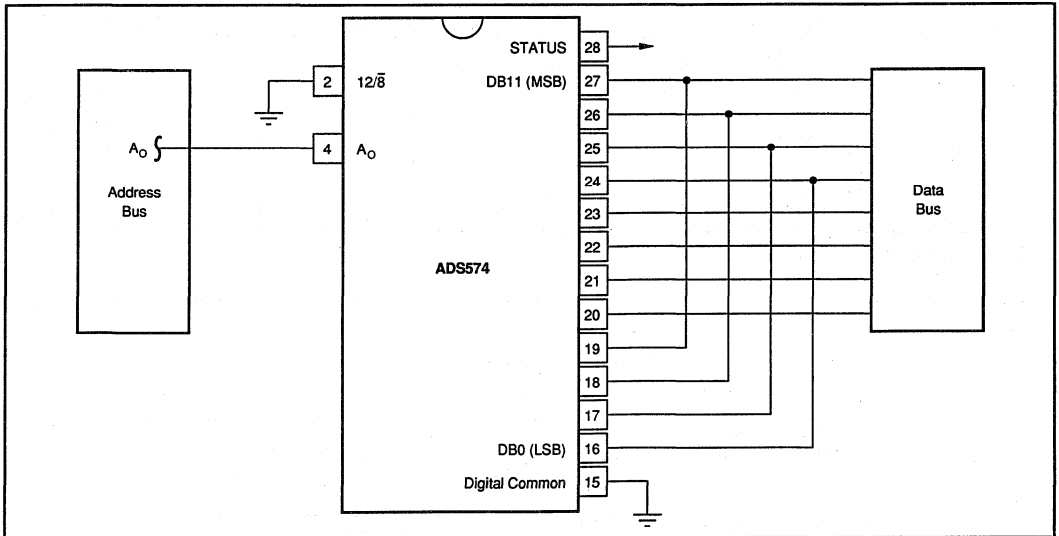 STATUS 28
2 12/8̅ DB11 (MSB) 27
26
A₀ 4 A₀ 25
Address
Bus
24
Data
Bus
23
22
ADS574
21
20
19
18
17
DB0 (LSB) 16
Digital Common 15